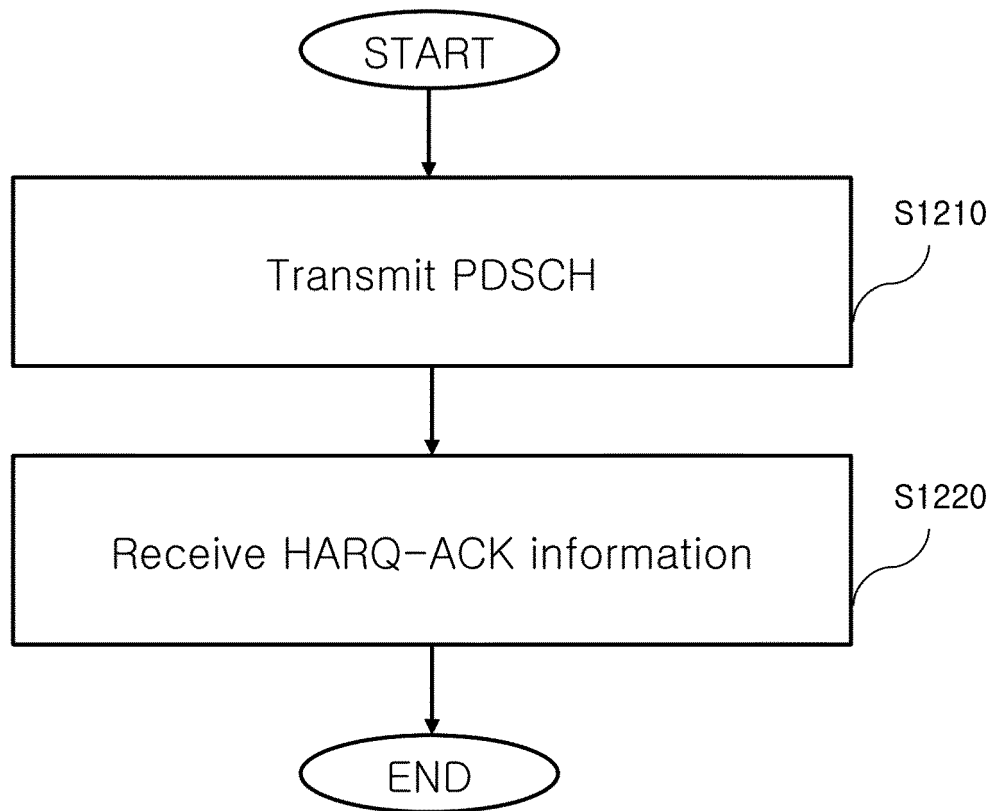 START
S1210
Transmit PDSCH
S1220
Receive HARQ-ACK information
END